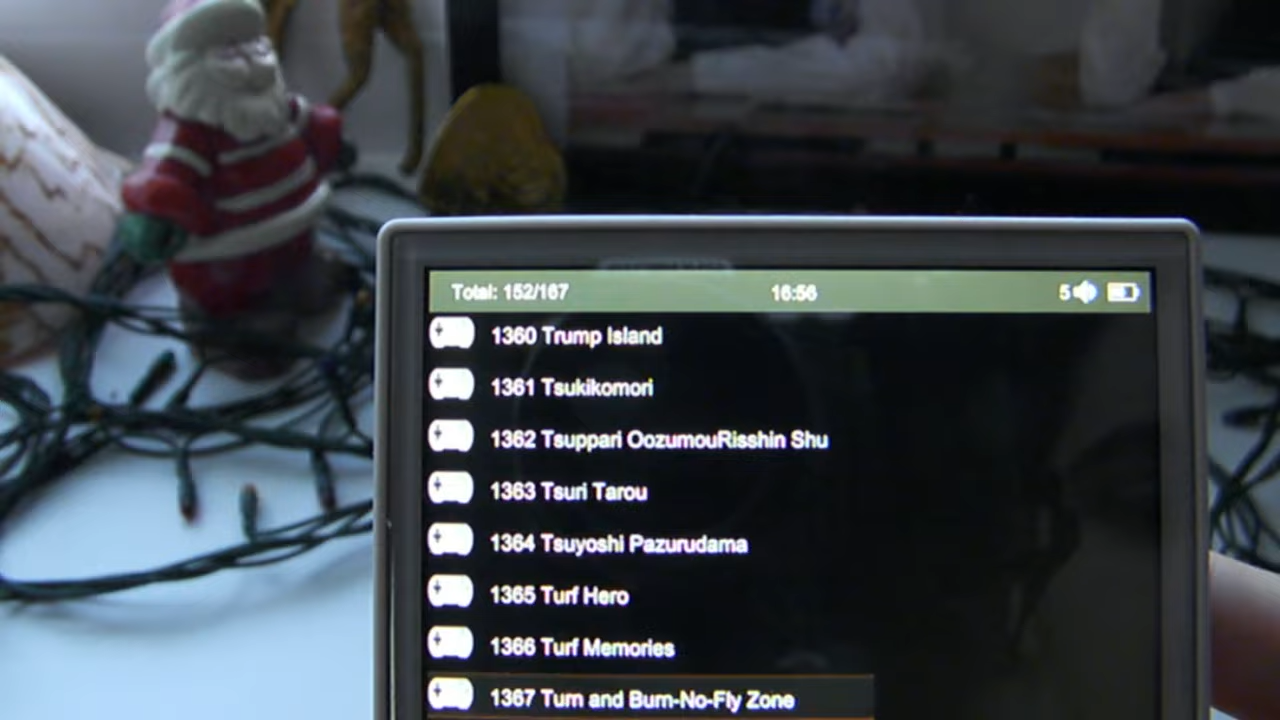 Total: 152/167 16:56 5
1360 Trump Island
1361 Tsukikomori
1362 Tsuppari OozumouRisshin Shu
1363 Tsuri Tarou
1364 Tsuyoshi Pazurudama
1365 Turf Hero
1366 Turf Memories
1367 Turn and Burn-No-Fly Zone